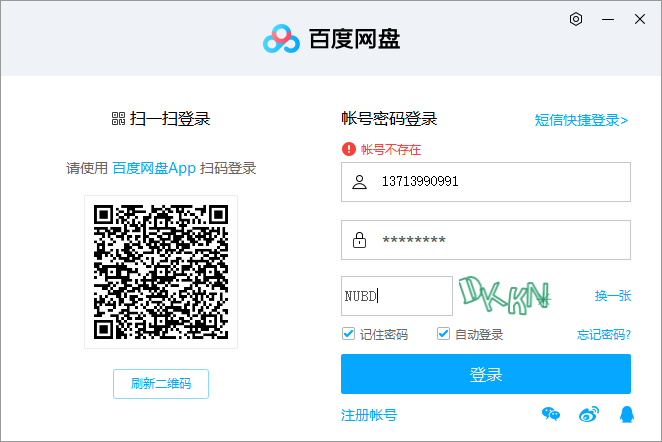 百度网盘
扫一扫登录
请使用 百度网盘App 扫码登录
刷新二维码
帐号密码登录
短信快捷登录>
帐号不存在
13713990991
********
NUBD
DKKN
换一张
记住密码
自动登录
忘记密码?
登录
注册帐号